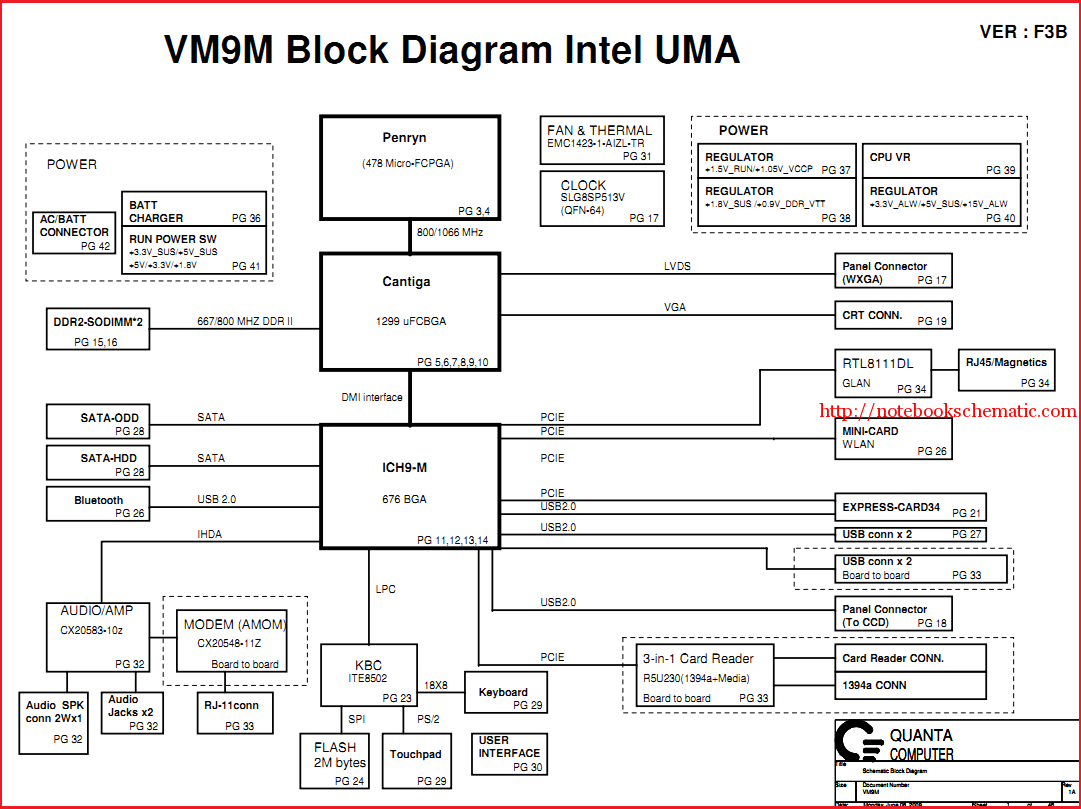 VM9M Block Diagram Intel UMA
VER : F3B
POWER
AC/BATT
CONNECTOR
PG 42
BATT
CHARGER
PG 36
RUN POWER SW
+3.3V_SUS/+5V_SUS
+5V/+3.3V/+1.8V
PG 41
Penryn
(478 Micro-FCPGA)
PG 3,4
800/1066 MHz
FAN & THERMAL
EMC1423-1-AIZL-TR
PG 31
CLOCK
SLG8SP513V
(QFN-64)
PG 17
POWER
REGULATOR
+1.5V_RUN/+1.05V_VCCP
PG 37
CPU VR
PG 39
REGULATOR
+1.8V_SUS /+0.9V_DDR_VTT
PG 38
REGULATOR
+3.3V_ALW/+5V_SUS/+15V_ALW
PG 40
Cantiga
1299 uFCBGA
PG 5,6,7,8,9,10
DDR2-SODIMM*2
PG 15,16
667/800 MHZ DDR II
LVDS
Panel Connector
(WXGA)
PG 17
VGA
CRT CONN.
PG 19
DMI interface
RTL8111DL
GLAN
PG 34
RJ45/Magnetics
PG 34
http://notebookschematic.com
SATA-ODD
PG 28
SATA
SATA-HDD
PG 28
SATA
Bluetooth
PG 26
USB 2.0
IHDA
ICH9-M
676 BGA
PG 11,12,13,14
PCIE
PCIE
MINI-CARD
WLAN
PG 26
PCIE
PCIE
USB2.0
EXPRESS-CARD34
PG 21
USB2.0
USB conn x 2
PG 27
USB conn x 2
Board to board
PG 33
USB2.0
Panel Connector
(To CCD)
PG 18
LPC
AUDIO/AMP
CX20583-10z
PG 32
MODEM (AMOM)
CX20548-11Z
Board to board
Audio SPK
conn 2Wx1
PG 32
Audio
Jacks x2
PG 32
RJ-11conn
PG 33
KBC
ITE8502
PG 23
18X8
Keyboard
PG 29
SPI
PS/2
FLASH
2M bytes
PG 24
Touchpad
PG 29
USER
INTERFACE
PG 30
PCIE
3-in-1 Card Reader
R5U230(1394a+Media)
Board to board
PG 33
Card Reader CONN.
1394a CONN
QUANTA
COMPUTER
Title
Schematic Block Diagram
Size
Document Number
VM9M
Rev
1A
Date:
Monday, June 08, 2009
Sheet
1
of